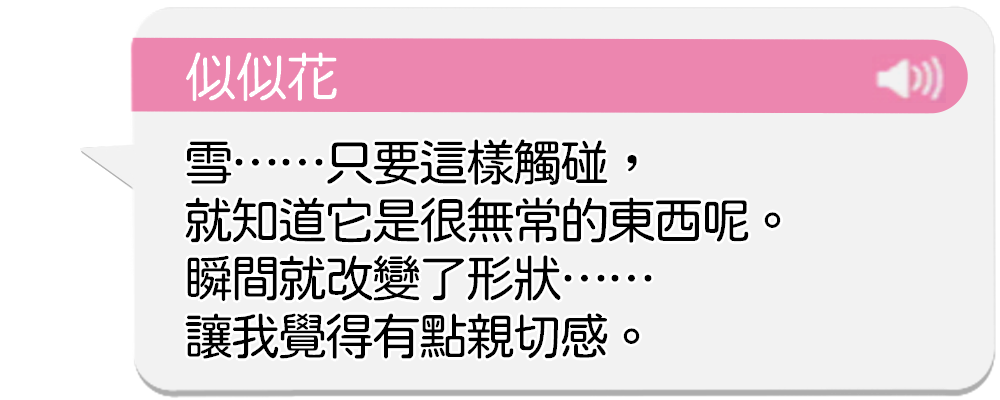 似似花
雪……只要這樣觸碰，
就知道它是很無常的東西呢。
瞬間就改變了形狀……
讓我覺得有點親切感。